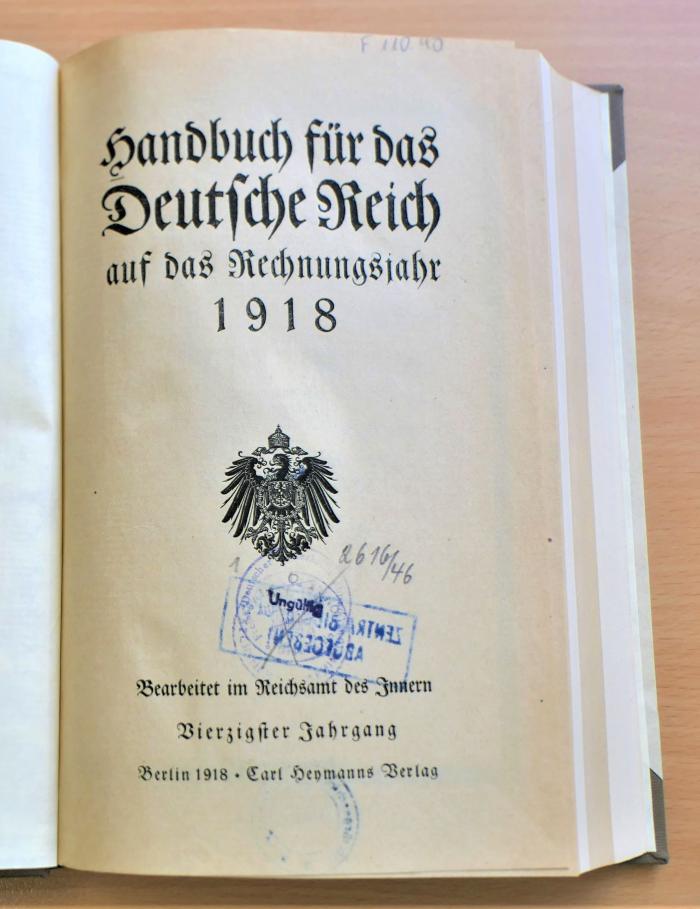 F 110 40
Handbuch für das
Deutsche Reich
auf das Rechnungsjahr
1918
1
2616/46
Ungültig
Bearbeitet im Reichsamt des Innern
Vierzigster Jahrgang
Berlin 1918 • Carl Heymanns Verlag